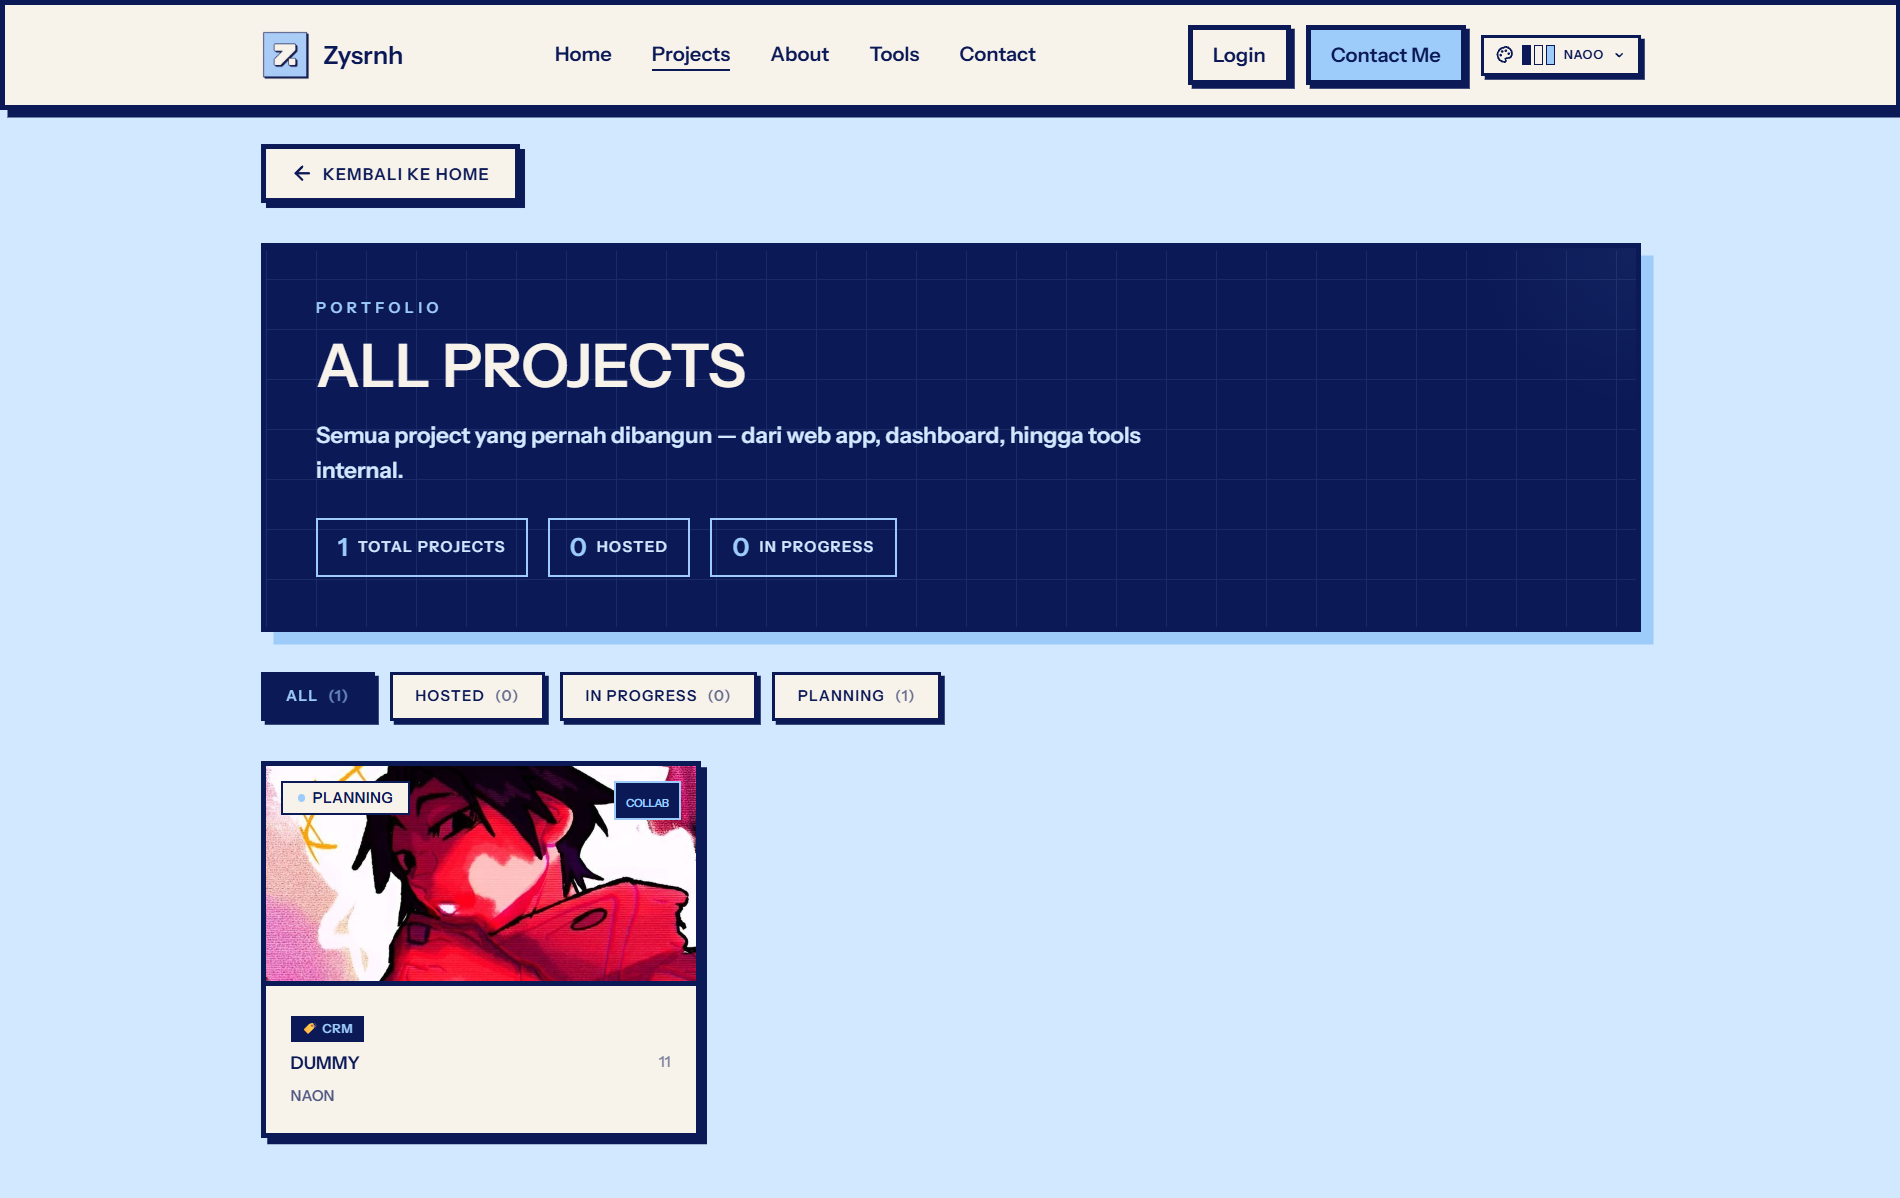 Zysrnh
Home
Projects
About
Tools
Contact
Login
Contact Me
NAOO
KEMBALI KE HOME
PORTFOLIO
ALL PROJECTS
Semua project yang pernah dibangun — dari web app, dashboard, hingga tools
internal.
1 TOTAL PROJECTS
0 HOSTED
0 IN PROGRESS
ALL (1)
HOSTED (0)
IN PROGRESS (0)
PLANNING (1)
PLANNING
COLLAB
CRM
DUMMY
11
NAON